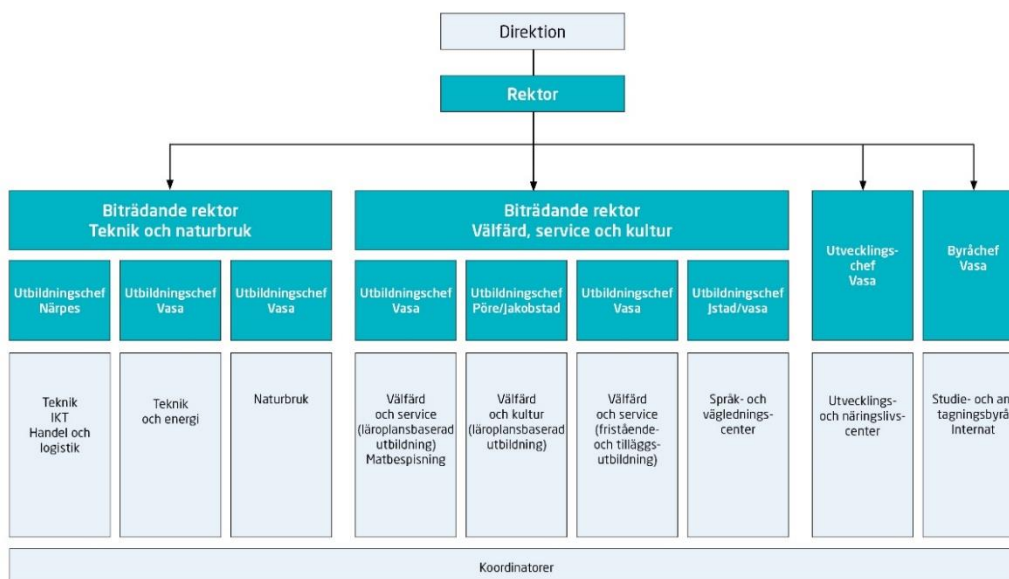 Direktion
Rektor
Biträdande rektor
Teknik och naturbruk
Biträdande rektor
Välfärd, service och kultur
Utvecklings-
chef
Vasa
Byråchef
Vasa
Utbildningschef
Närpes
Utbildningschef
Vasa
Utbildningschef
Vasa
Utbildningschef
Vasa
Utbildningschef
Pöre/Jakobstad
Utbildningschef
Vasa
Utbildningschef
Jstad/vasa
Teknik
IKT
Handel och
logistik
Teknik
och energi
Naturbruk
Välfärd
och service
(läroplansbaserad
utbildning)
Matbespisning
Välfärd
och kultur
(läroplansbaserad
utbildning)
Välfärd
och service
(fristående-
och tilläggs-
utbildning)
Språk- och
väglednings-
center
Utvecklings-
och näringslivs-
center
Studie- och an-
tagningsbyrå
Internat
Koordinatorer